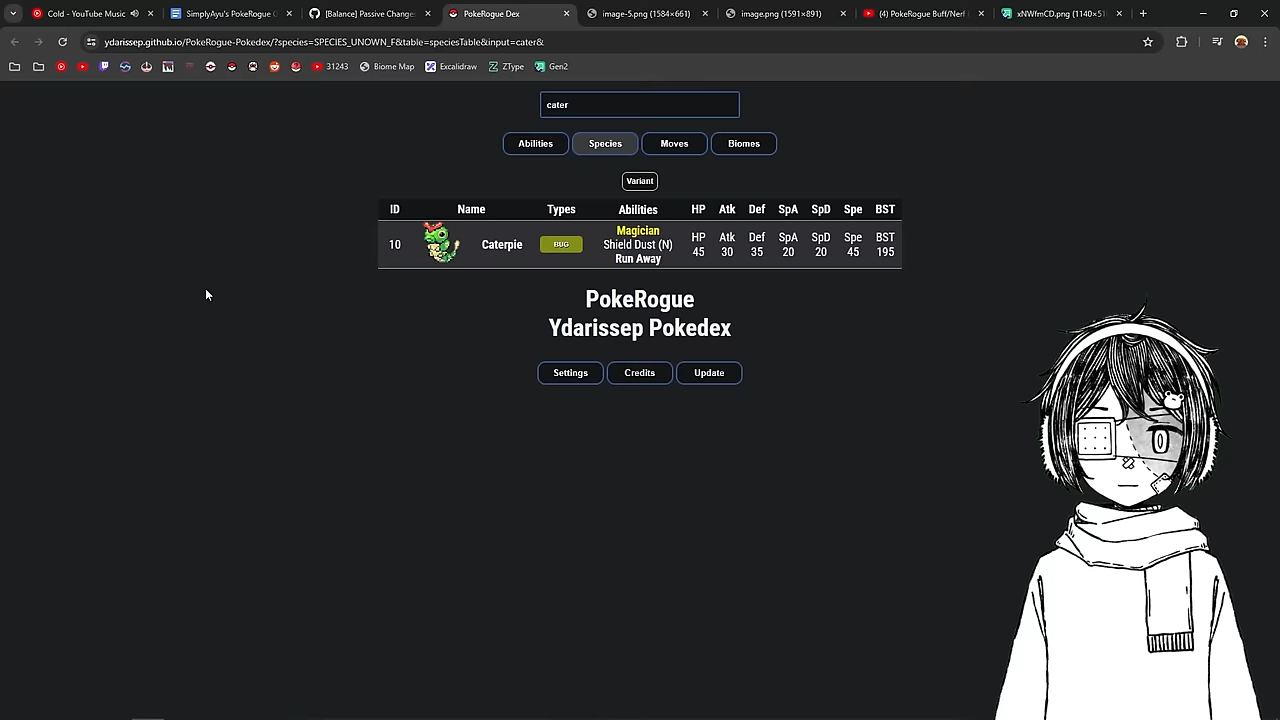 Cold - YouTube Music
SimplyAyu's PokeRogue
[Balance] Passive Change
PokeRogue Dex
image-5.png (1584×661)
image.png (1591×891)
(4) PokeRogue Buff/Nerf
xNWfmCD.png (1140×51
ydarissep.github.io/PokeRogue-Pokedex/?species=SPECIES_UNOWN_F&table=speciesTable&input=cater&
31243
Biome Map
Excalidraw
ZType
Gen2
cater
Abilities
Species
Moves
Biomes
Variant
ID Name Types Abilities HP Atk Def SpA SpD Spe BST
10 Caterpie BUG
Magician
Shield Dust (N)
Run Away
HP Atk Def SpA SpD Spe BST
45 30 35 20 20 45 195
PokeRogue
Ydarissep Pokedex
Settings
Credits
Update